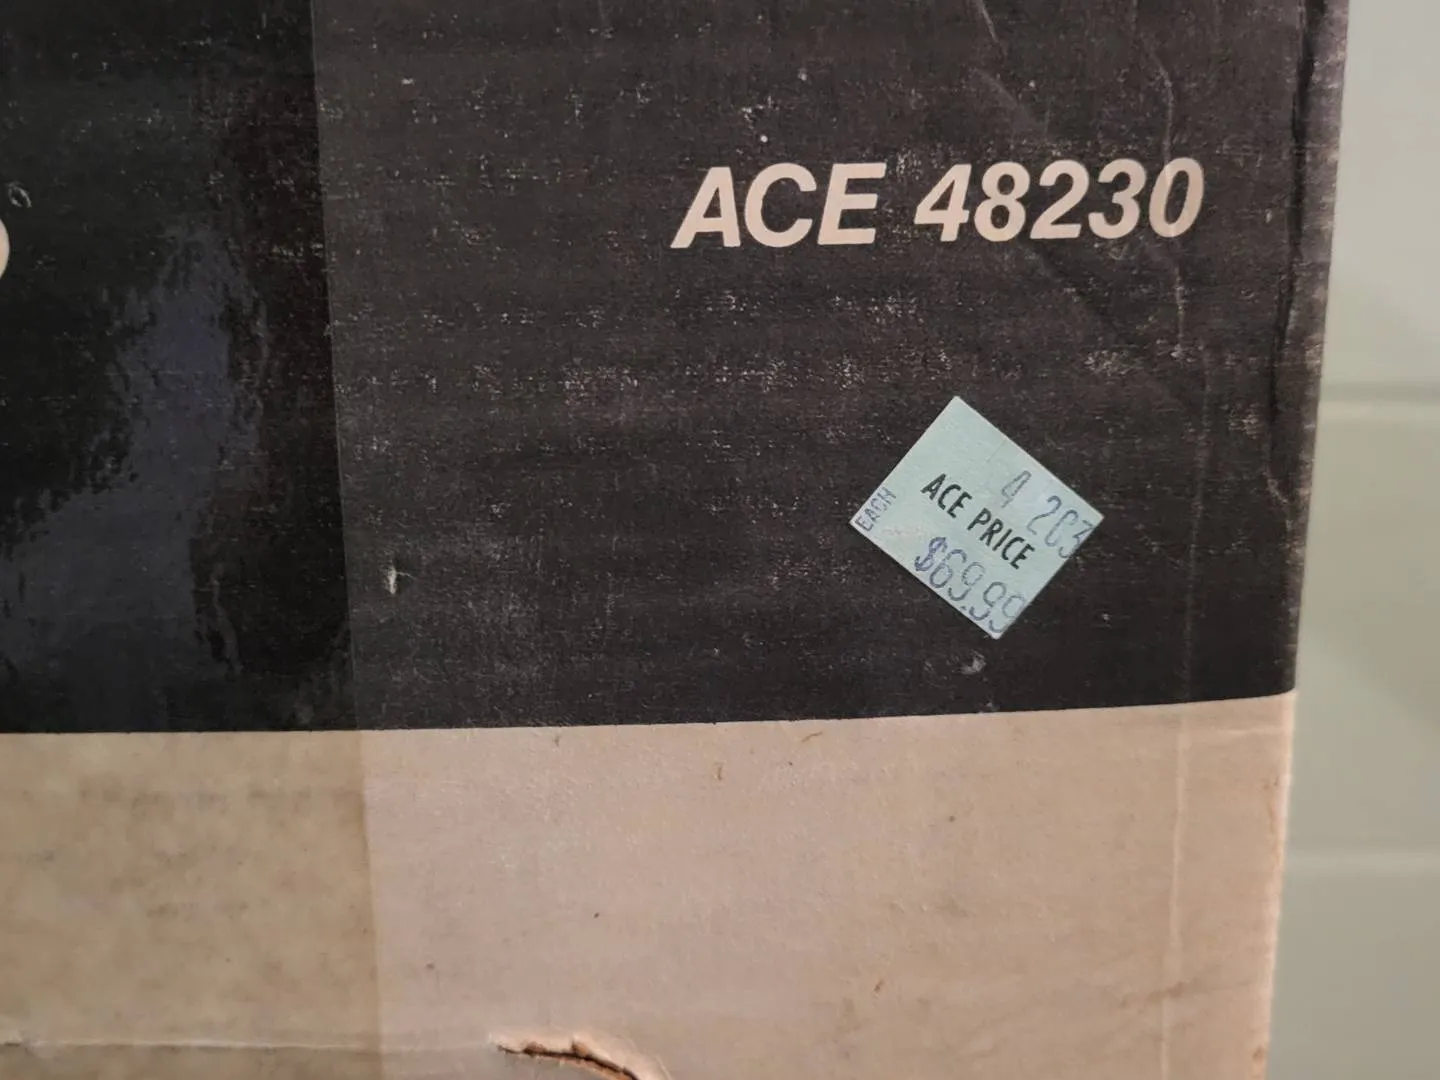 ACE 48230
4 203
ACE PRICE
EACH
$69.99